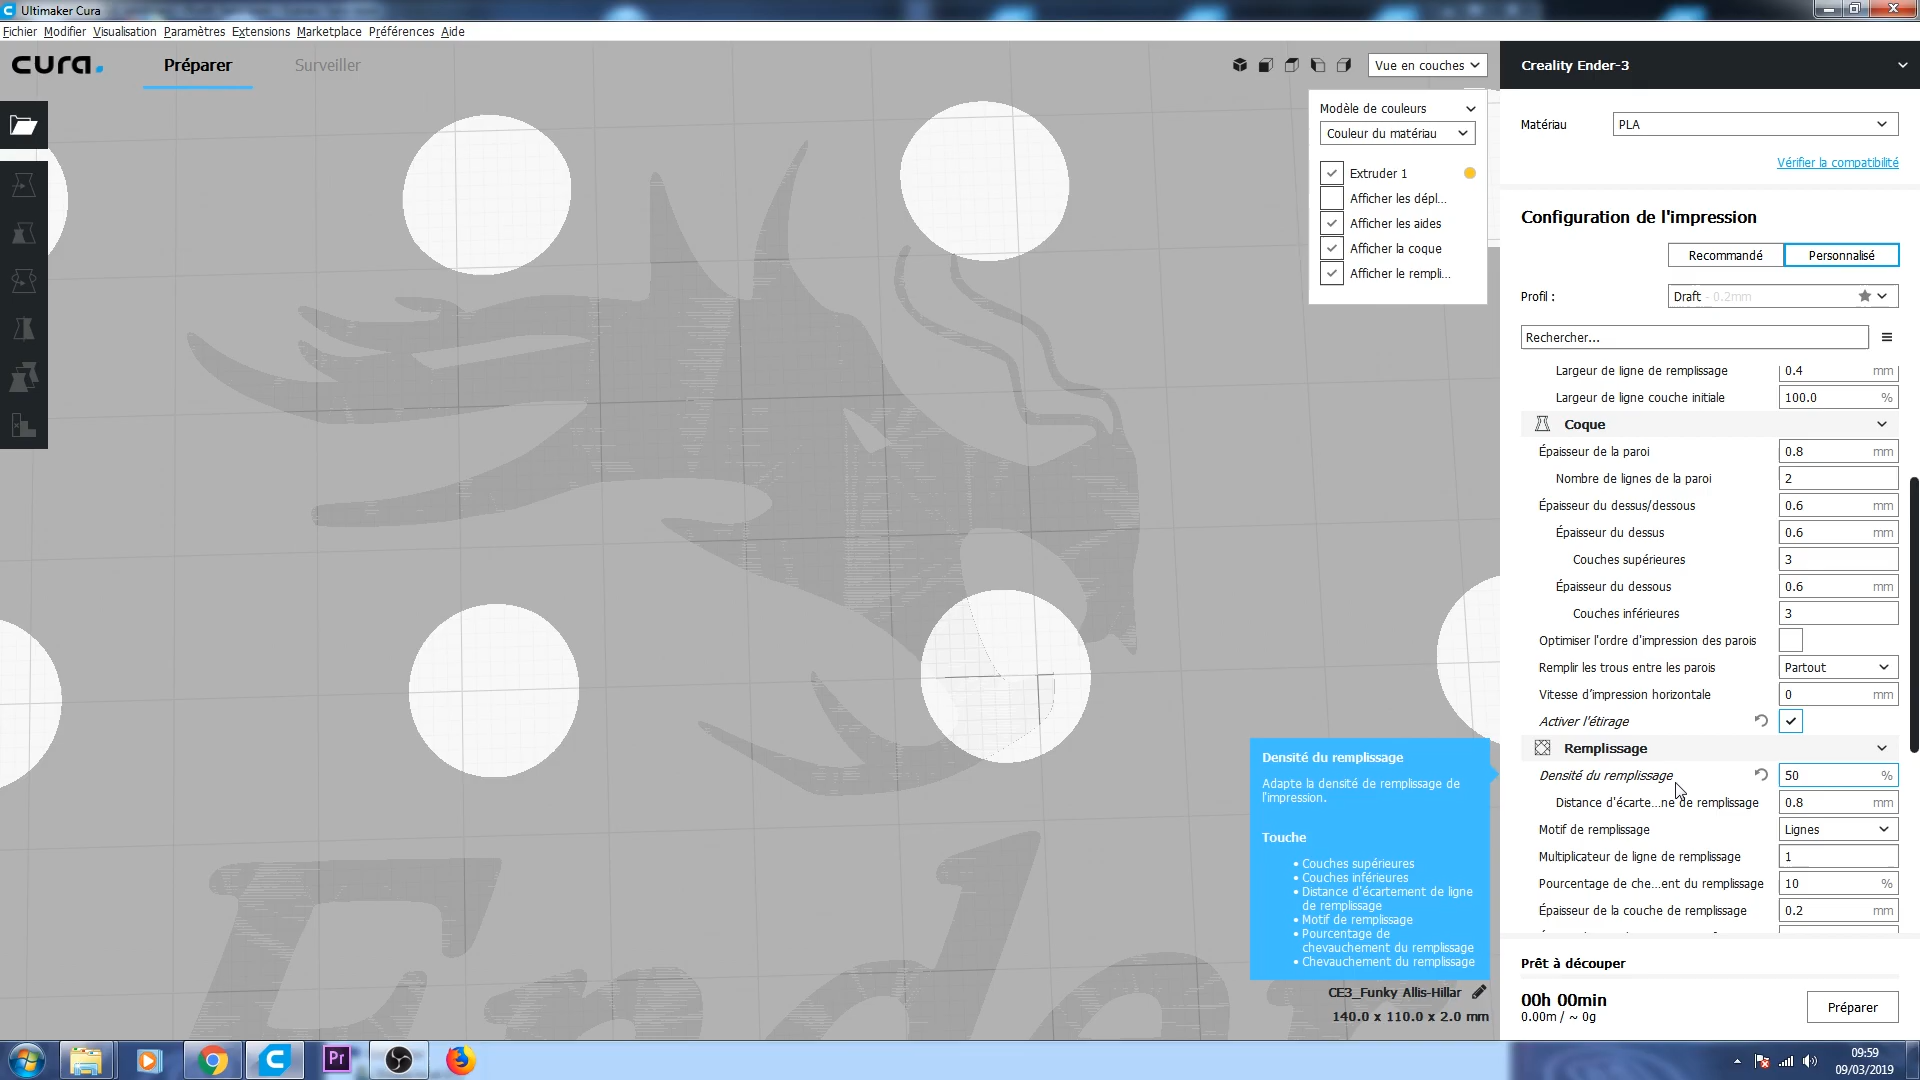 Ultimaker Cura
Fichier Modifier Visualisation Paramètres Extensions Marketplace Préférences Aide
cura.
Préparer
Surveiller
Vue en couches
Modèle de couleurs
Couleur du matériau
Extruder 1
Afficher les dépl...
Afficher les aides
Afficher la coque
Afficher le rempli...
Creality Ender-3
Matériau PLA
Vérifier la compatibilité
Configuration de l'impression
Recommandé Personnalisé
Profil : Draft - 0.2mm
Rechercher...
Largeur de ligne de remplissage 0.4 mm
Largeur de ligne couche initiale 100.0 %
Coque
Épaisseur de la paroi 0.8 mm
Nombre de lignes de la paroi 2
Épaisseur du dessus/dessous 0.6 mm
Épaisseur du dessus 0.6 mm
Couches supérieures 3
Épaisseur du dessous 0.6 mm
Couches inférieures 3
Optimiser l'ordre d'impression des parois
Remplir les trous entre les parois Partout
Vitesse d’impression horizontale 0 mm
Activer l'étirage
Remplissage
Densité du remplissage 50 %
Distance d'écarte...ne de remplissage 0.8 mm
Motif de remplissage Lignes
Multiplicateur de ligne de remplissage 1
Pourcentage de che...ent du remplissage 10 %
Épaisseur de la couche de remplissage 0.2 mm
Densité du remplissage
Adapte la densité de remplissage de
l'impression.
Touche
• Couches supérieures
• Couches inférieures
• Distance d'écartement de ligne
de remplissage
• Motif de remplissage
• Pourcentage de
chevauchement du remplissage
• Chevauchement du remplissage
Ender
CE3_Funky Allis-Hillar
140.0 x 110.0 x 2.0 mm
Prêt à découper
00h 00min
0.00m / ~ 0g
Préparer
Pr
09:59
09/03/2019